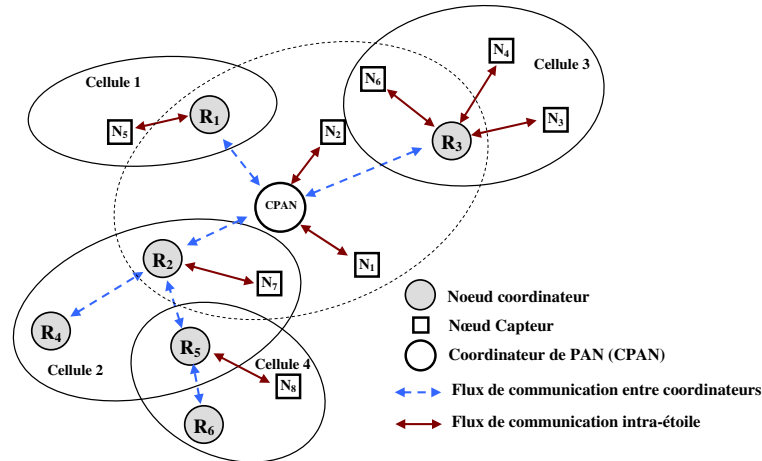 N₄
Cellule 3
Cellule 1
N₆
R₁
N₅
N₂
N₃
R₃
CPAN
R₂
N₁
N₇
Noeud coordinateur
R₄
Nœud Capteur
R₅
Cellule 4
Coordinateur de PAN (CPAN)
Cellule 2
N₈
Flux de communication entre coordinateurs
R₆
Flux de communication intra-étoile